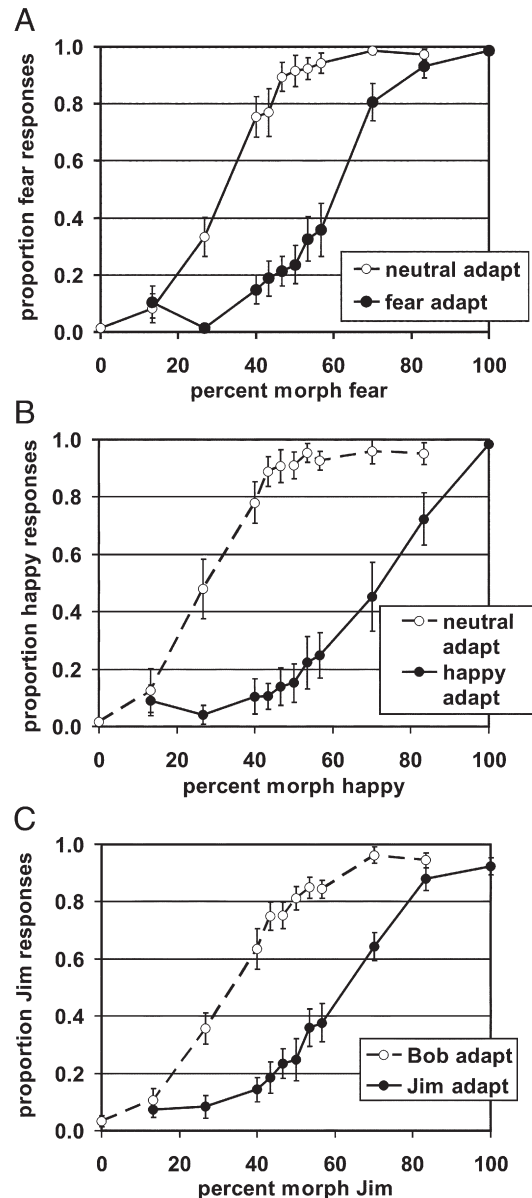 A
proportion fear responses
1.0
0.8
0.6
0.4
0.2
0.0
neutral adapt
fear adapt
0 20 40 60 80 100
percent morph fear
B
proportion happy responses
1.0
0.8
0.6
0.4
0.2
0.0
neutral
adapt
happy
adapt
0 20 40 60 80 100
percent morph happy
C
proportion Jim responses
1.0
0.8
0.6
0.4
0.2
0.0
Bob adapt
Jim adapt
0 20 40 60 80 100
percent morph Jim